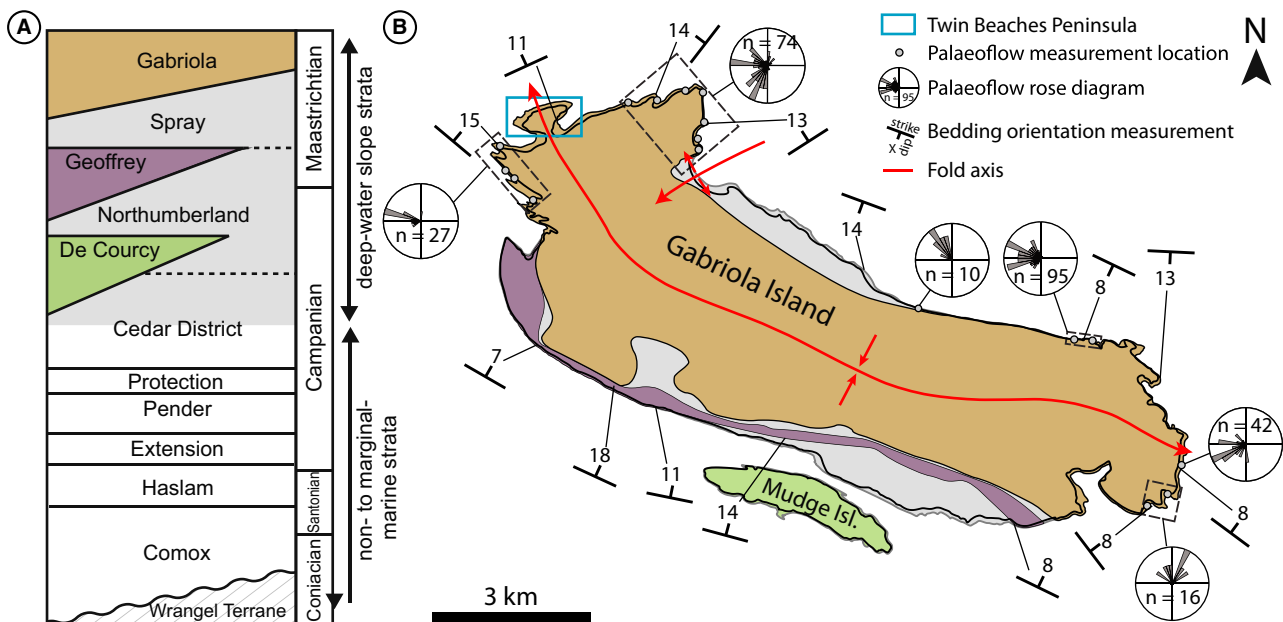 A
Gabriola
Spray
Geoffrey
Northumberland
De Courcy
Cedar District
Protection
Pender
Extension
Haslam
Comox
Wrangel Terrane
Maastrichtian
Campanian
Santonian
Coniacian
deep-water slope strata
non- to marginal-
marine strata
B
Twin Beaches Peninsula
Palaeoflow measurement location
n = 95
Palaeoflow rose diagram
strike
x dip
Bedding orientation measurement
Fold axis
N
11
14
n = 74
15
13
n = 27
14
n = 10
n = 95
8
13
Gabriola Island
7
18
11
14
Mudge Isl.
n = 42
8
8
8
n = 16
3 km